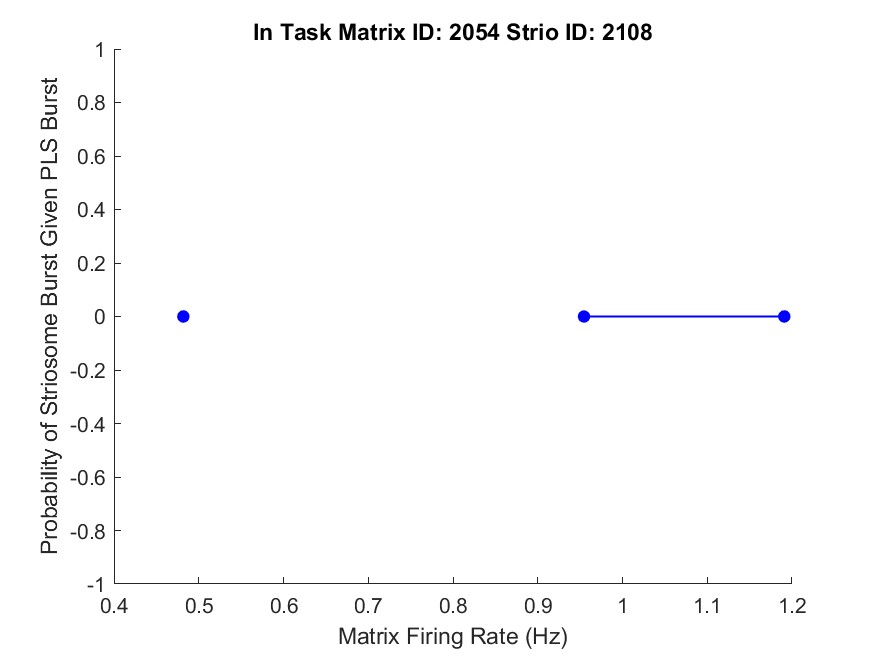 In Task Matrix ID: 2054 Strio ID: 2108
Probability of Striosome Burst Given PLS Burst
1
0.8
0.6
0.4
0.2
0
-0.2
-0.4
-0.6
-0.8
-1
0.4 0.5 0.6 0.7 0.8 0.9 1 1.1 1.2
Matrix Firing Rate (Hz)